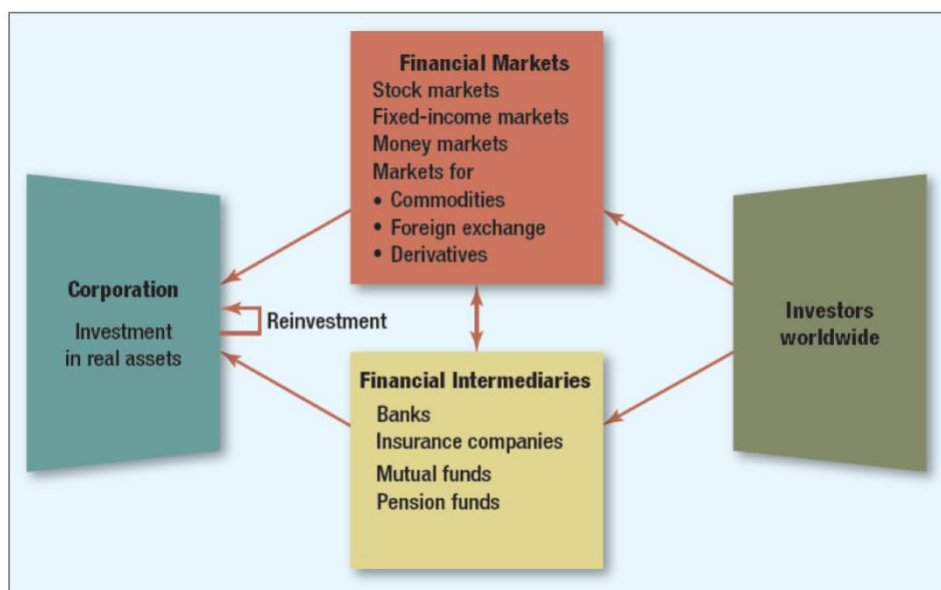 Financial Markets
Stock markets
Fixed-income markets
Money markets
Markets for
• Commodities
• Foreign exchange
• Derivatives
Corporation
Investment
in real assets
Reinvestment
Investors
worldwide
Financial Intermediaries
Banks
Insurance companies
Mutual funds
Pension funds